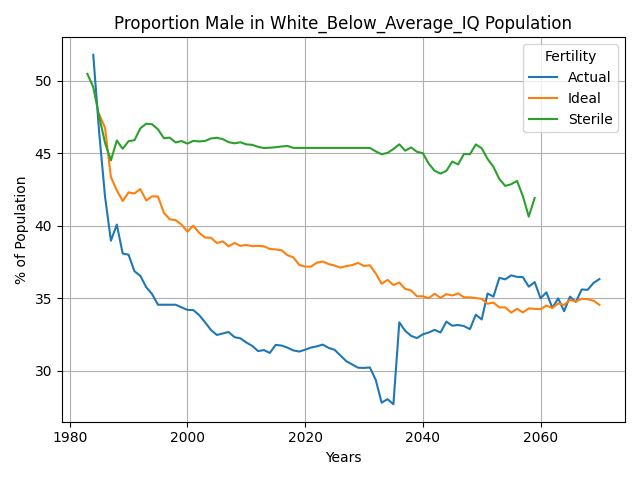 Proportion Male in White_Below_Average_IQ Population
% of Population
50
45
40
35
30
1980
2000
2020
2040
2060
Years
Fertility
Actual
Ideal
Sterile